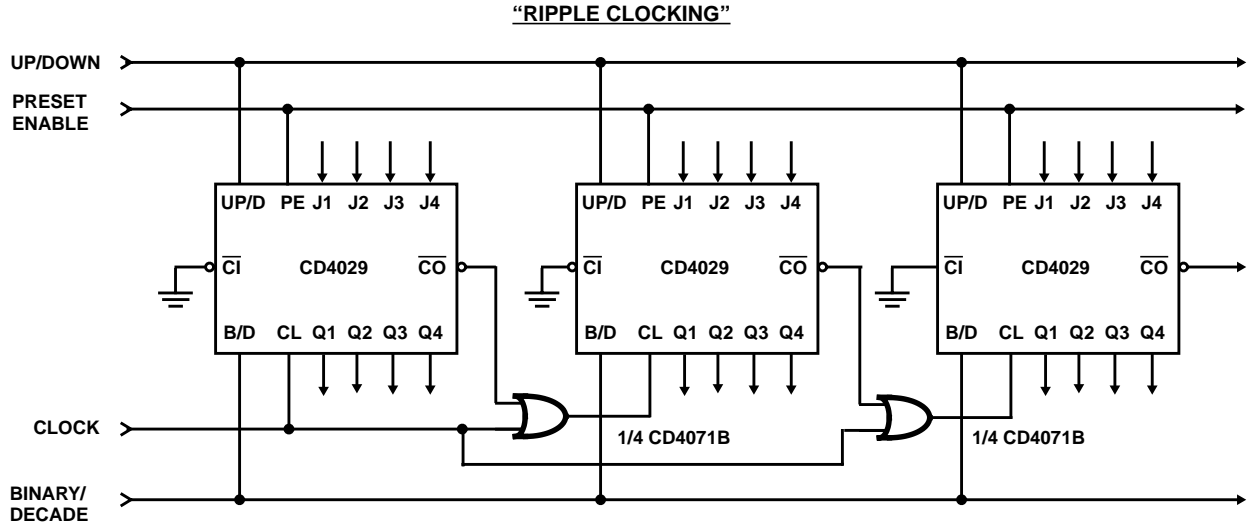 “RIPPLE CLOCKING”
UP/DOWN
PRESET
ENABLE
UP/D PE J1 J2 J3 J4
UP/D PE J1 J2 J3 J4
UP/D PE J1 J2 J3 J4
CI CD4029 CO
CI CD4029 CO
CI CD4029 CO
B/D CL Q1 Q2 Q3 Q4
B/D CL Q1 Q2 Q3 Q4
B/D CL Q1 Q2 Q3 Q4
CLOCK
1/4 CD4071B
1/4 CD4071B
BINARY/
DECADE